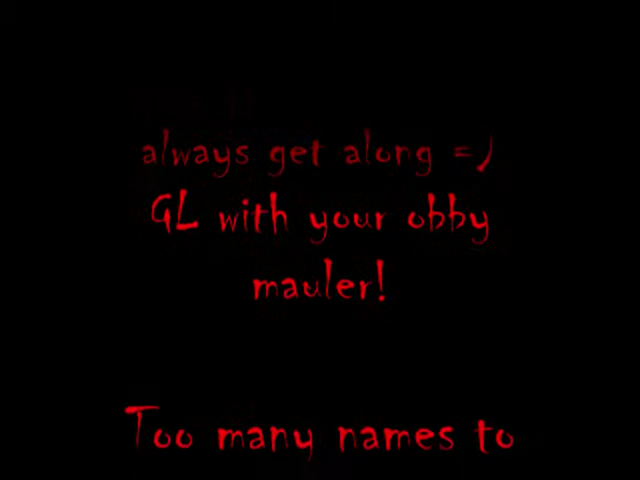 always get along =)
GL with your obby
mauler!
Too many names to